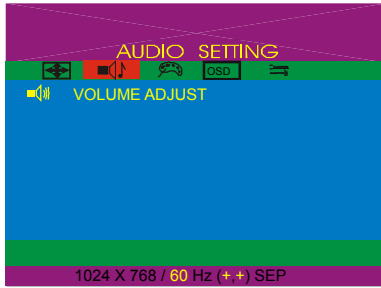 AUDIO SETTING
OSD
VOLUME ADJUST
1024 X 768 / 60 Hz (+,+) SEP